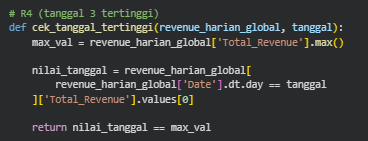 # R4 (tanggal 3 tertinggi)
def cek_tanggal_tertinggi(revenue_harian_global, tanggal):
    max_val = revenue_harian_global['Total_Revenue'].max()

    nilai_tanggal = revenue_harian_global[
        revenue_harian_global['Date'].dt.day == tanggal
    ]['Total_Revenue'].values[0]

    return nilai_tanggal == max_val